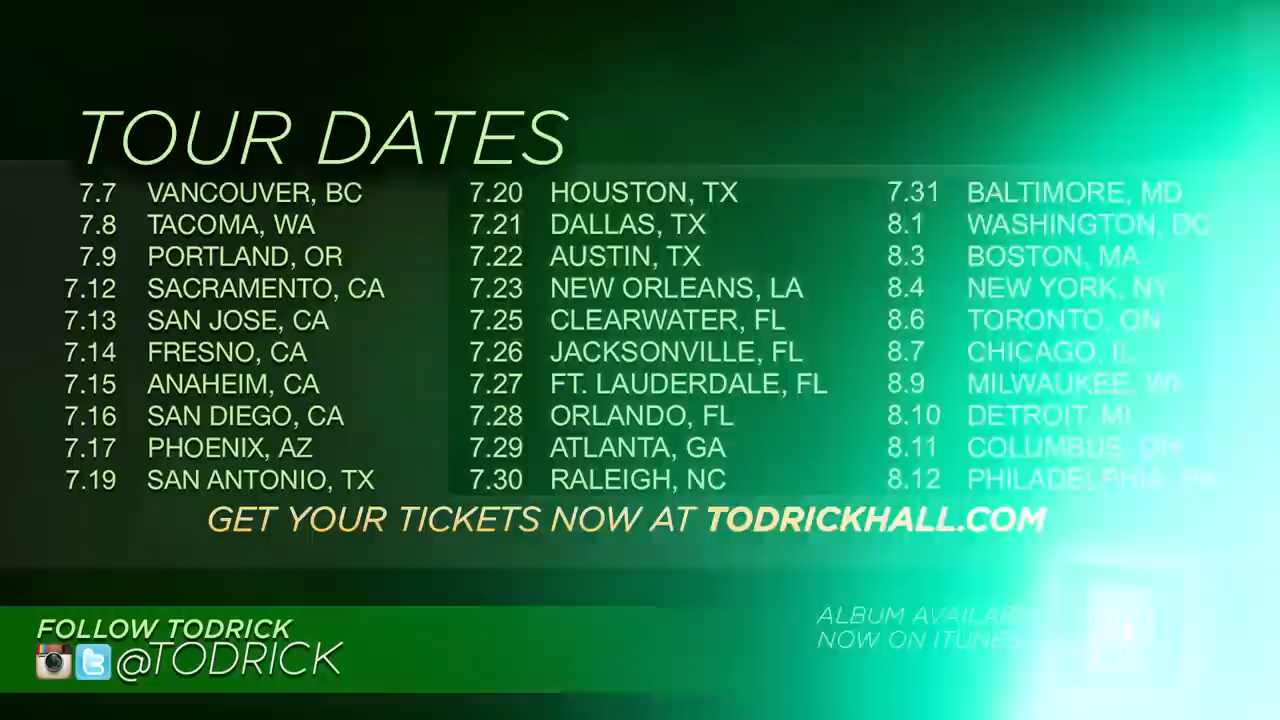 TOUR DATES
7.7 VANCOUVER, BC
7.8 TACOMA, WA
7.9 PORTLAND, OR
7.12 SACRAMENTO, CA
7.13 SAN JOSE, CA
7.14 FRESNO, CA
7.15 ANAHEIM, CA
7.16 SAN DIEGO, CA
7.17 PHOENIX, AZ
7.19 SAN ANTONIO, TX
7.20 HOUSTON, TX
7.21 DALLAS, TX
7.22 AUSTIN, TX
7.23 NEW ORLEANS, LA
7.25 CLEARWATER, FL
7.26 JACKSONVILLE, FL
7.27 FT. LAUDERDALE, FL
7.28 ORLANDO, FL
7.29 ATLANTA, GA
7.30 RALEIGH, NC
7.31 BALTIMORE, MD
8.1 WASHINGTON, DC
8.3 BOSTON, MA
8.4 NEW YORK, NY
8.6 TORONTO, ON
8.7 CHICAGO, IL
8.9 MILWAUKEE, WI
8.10 DETROIT, MI
8.11 COLUMBUS, OH
8.12 PHILADELPHIA, PA
GET YOUR TICKETS NOW AT TODRICKHALL.COM
FOLLOW TODRICK
@TODRICK
ALBUM
NOW ON ITUNES